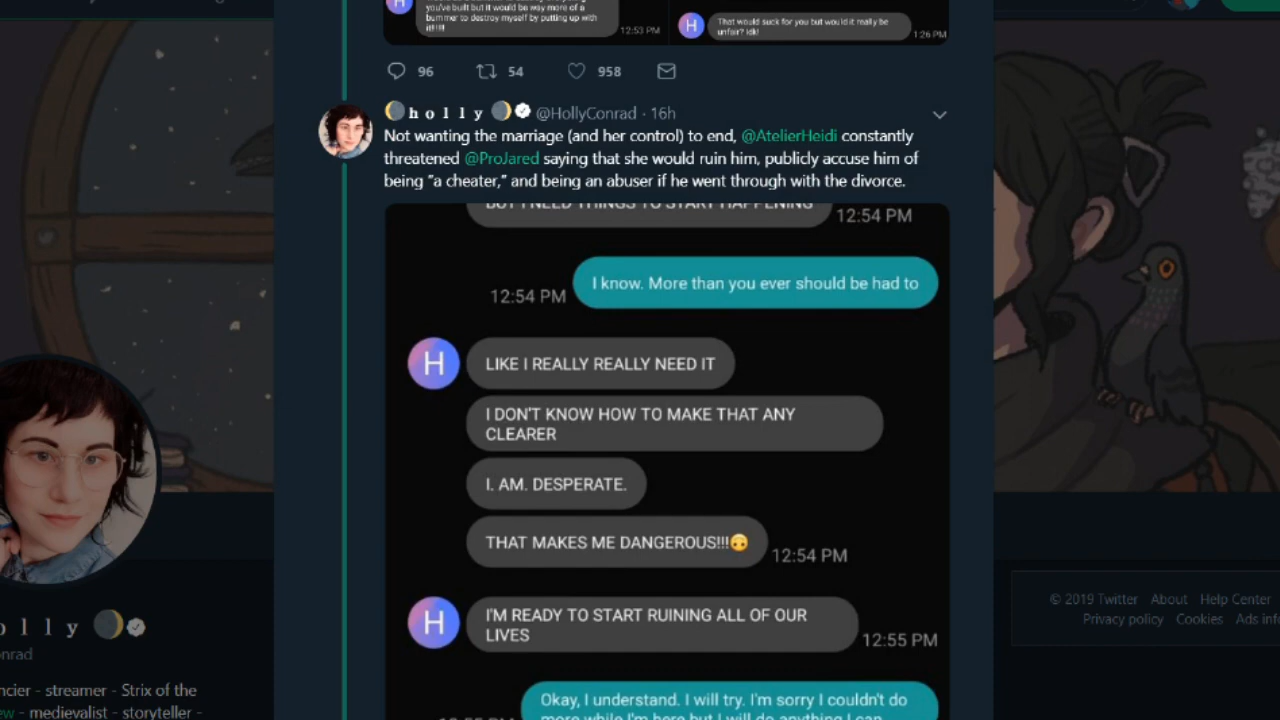 you've built but it would be way more of a
bummer to destroy myself by putting up with
it!!!!!
12:53 PM
H
That would suck for you but would it really be
unfair? Idk!
1:26 PM
96
54
958
h o l l y @HollyConrad · 16h
Not wanting the marriage (and her control) to end, @AtelierHeidi constantly
threatened @ProJared saying that she would ruin him, publicly accuse him of
being "a cheater," and being an abuser if he went through with the divorce.
BUT I NEED THINGS TO START HAPPENING
12:54 PM
I know. More than you ever should be had to
12:54 PM
H
LIKE I REALLY REALLY NEED IT
I DON'T KNOW HOW TO MAKE THAT ANY
CLEARER
I. AM. DESPERATE.
THAT MAKES ME DANGEROUS!!!🙃
12:54 PM
H
I'M READY TO START RUINING ALL OF OUR
LIVES
12:55 PM
Okay, I understand. I will try. I'm sorry I couldn't do
more while I'm here but I will do anything I can
o l l y
onrad
ncier - streamer - Strix of the
ew - medievalist - storyteller -
© 2019 Twitter About Help Center
Privacy policy Cookies Ads info